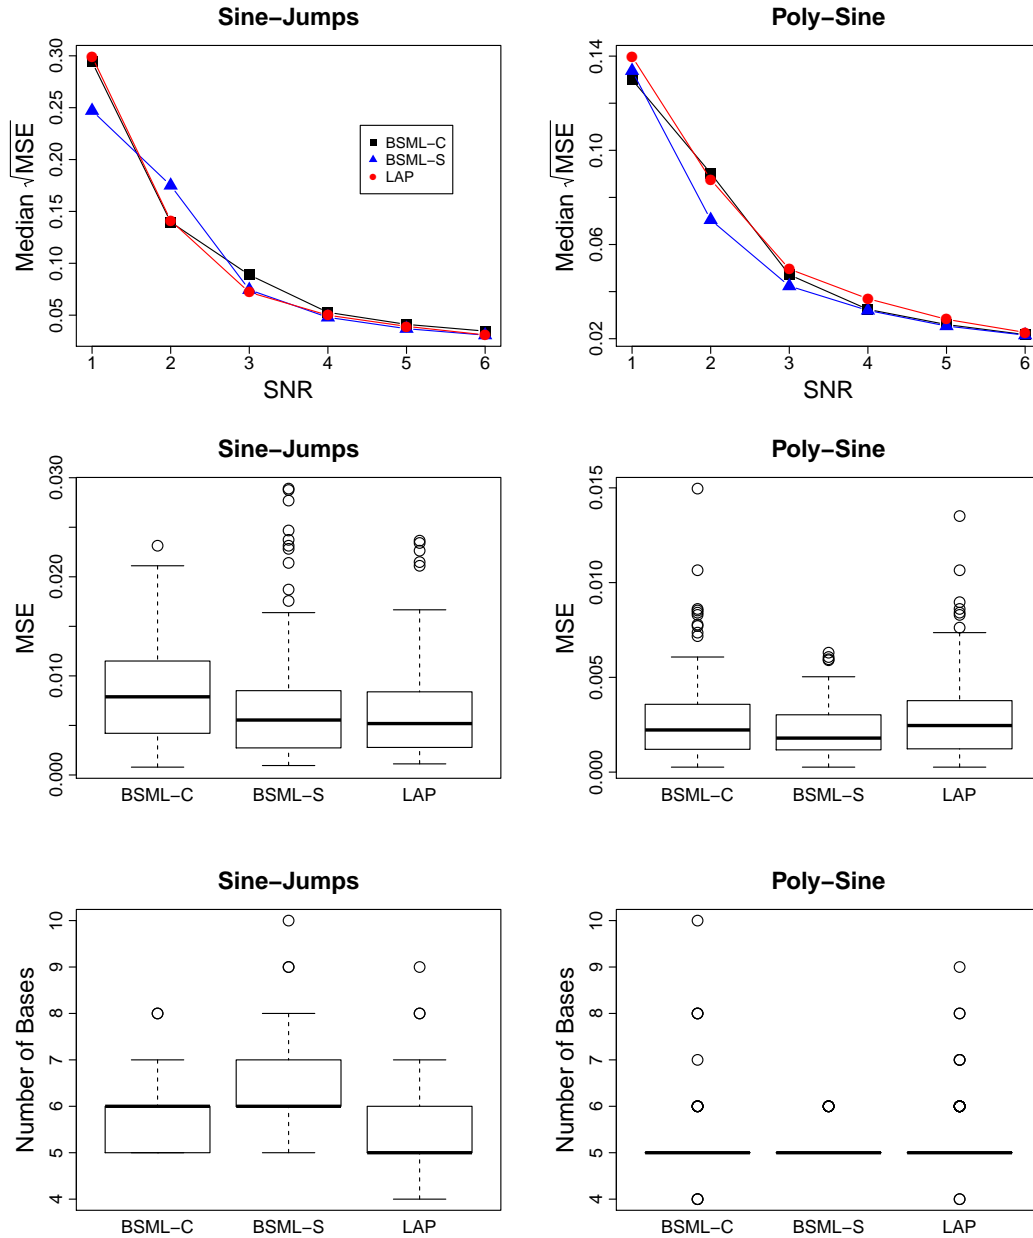 Sine−Jumps
Median √MSE
0.30
0.25
0.20
0.15
0.10
0.05
BSML−C
BSML−S
LAP
1 2 3 4 5 6
SNR
Poly−Sine
Median √MSE
0.14
0.10
0.06
0.02
1 2 3 4 5 6
SNR
Sine−Jumps
MSE
0.030
0.020
0.010
0.000
BSML−C BSML−S LAP
Poly−Sine
MSE
0.015
0.010
0.005
0.000
BSML−C BSML−S LAP
Sine−Jumps
Number of Bases
10
9
8
7
6
5
4
BSML−C BSML−S LAP
Poly−Sine
Number of Bases
10
9
8
7
6
5
4
BSML−C BSML−S LAP